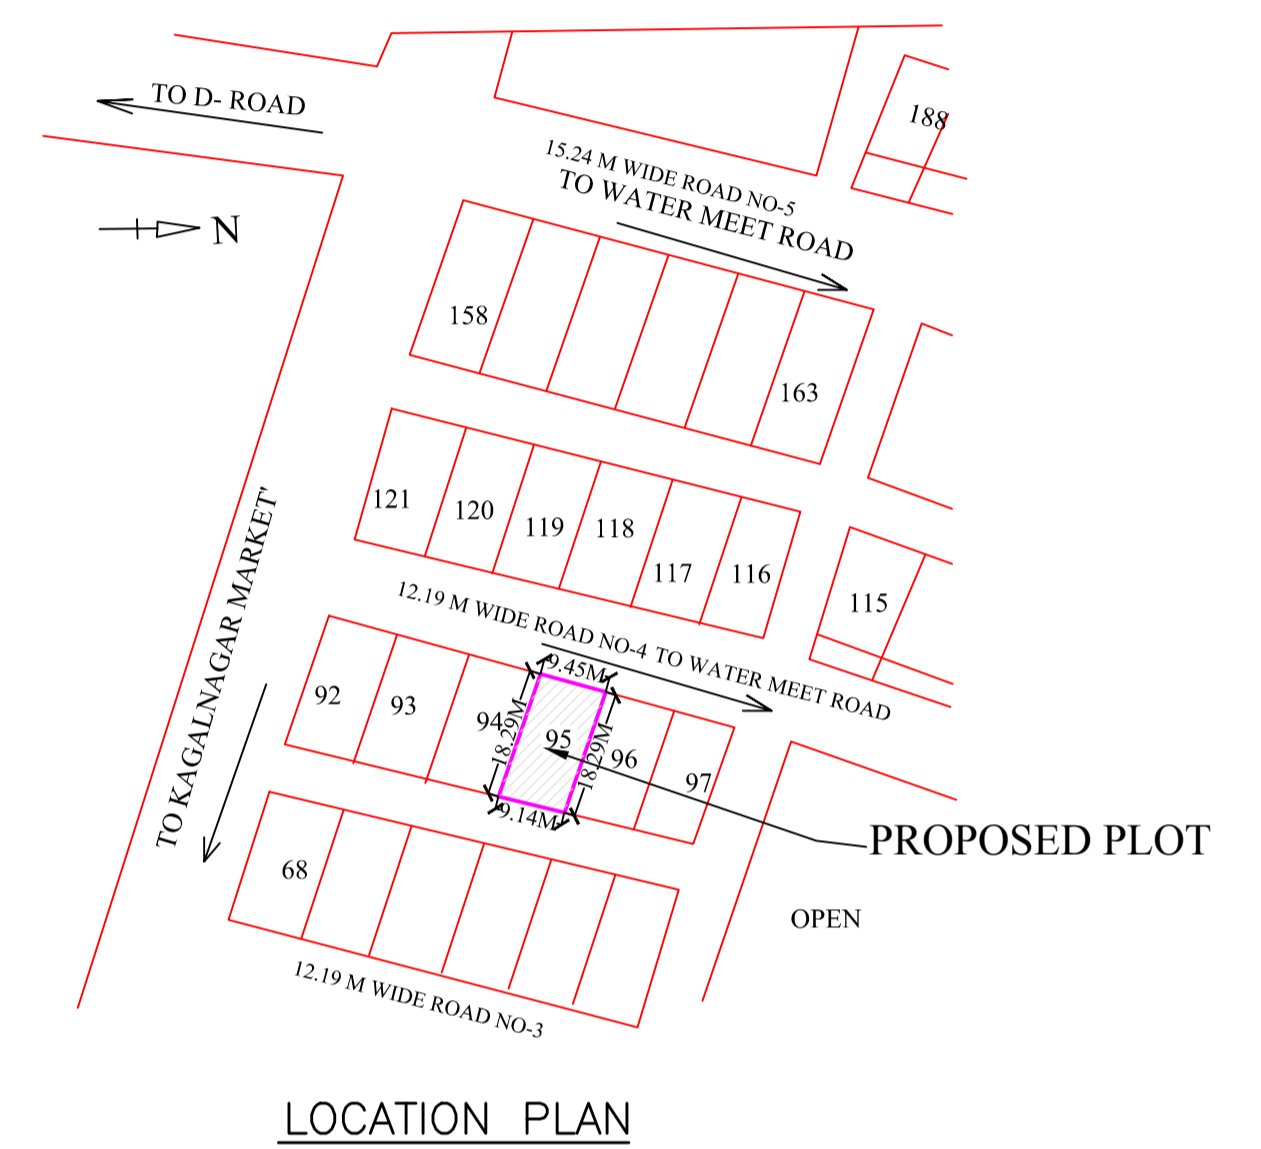 TO D- ROAD
188
15.24 M WIDE ROAD NO-5
TO WATER MEET ROAD
N
158
163
121
120
119
118
117
116
115
TO KAGALNAGAR MARKET'
12.19 M WIDE ROAD NO-4 TO WATER MEET ROAD
9.45M
92
93
94
18.29M
95
18.29M
96
97
9.14M
PROPOSED PLOT
68
OPEN
12.19 M WIDE ROAD NO-3
LOCATION PLAN